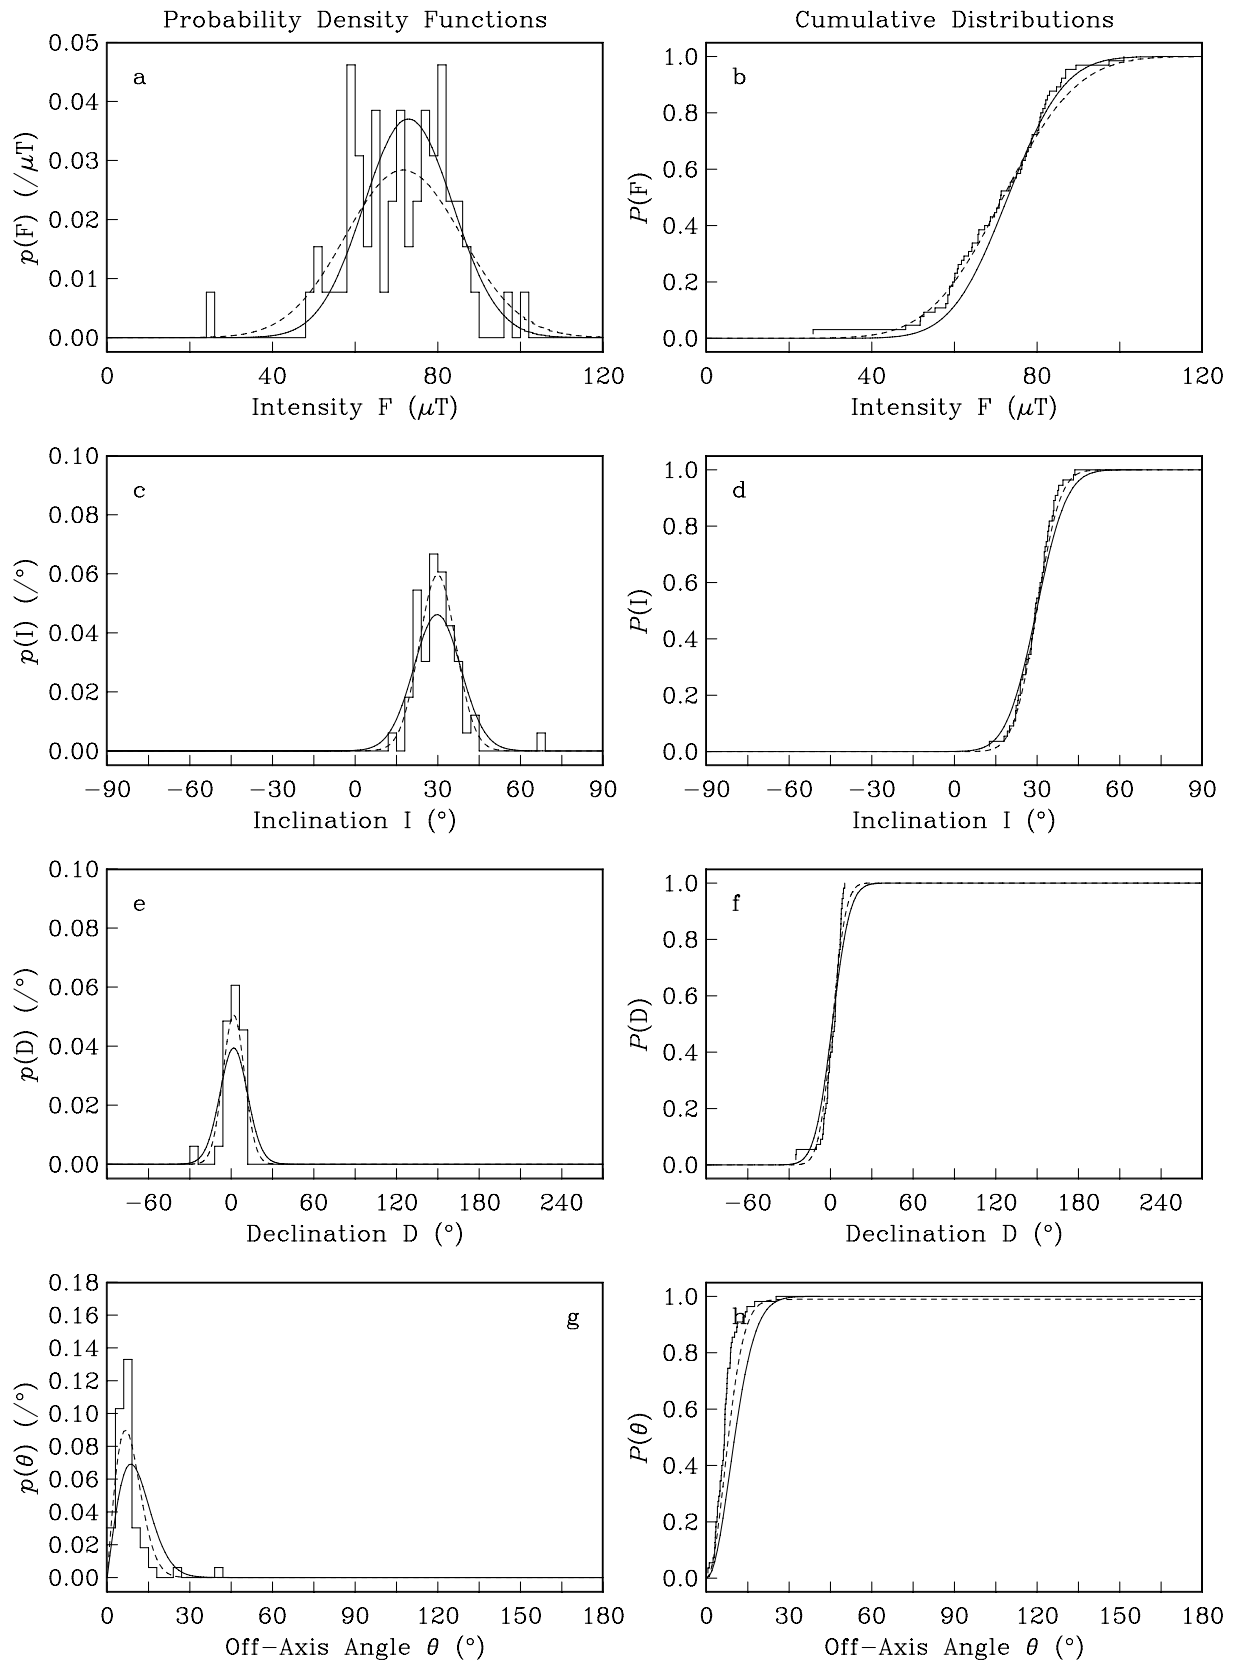 Probability Density Functions
Cumulative Distributions
0.05
0.04
0.03
0.02
0.01
0.00
p(F) (/μT)
a
0 40 80 120
Intensity F (μT)
1.0
0.8
0.6
0.4
0.2
0.0
P(F)
b
0 40 80 120
Intensity F (μT)
0.10
0.08
0.06
0.04
0.02
0.00
p(I) (/°)
c
−90 −60 −30 0 30 60 90
Inclination I (°)
1.0
0.8
0.6
0.4
0.2
0.0
P(I)
d
−90 −60 −30 0 30 60 90
Inclination I (°)
0.10
0.08
0.06
0.04
0.02
0.00
p(D) (/°)
e
−60 0 60 120 180 240
Declination D (°)
1.0
0.8
0.6
0.4
0.2
0.0
P(D)
f
−60 0 60 120 180 240
Declination D (°)
0.18
0.16
0.14
0.12
0.10
0.08
0.06
0.04
0.02
0.00
p(θ) (/°)
g
0 30 60 90 120 150 180
Off−Axis Angle θ (°)
1.0
0.8
0.6
0.4
0.2
0.0
P(θ)
h
0 30 60 90 120 150 180
Off−Axis Angle θ (°)